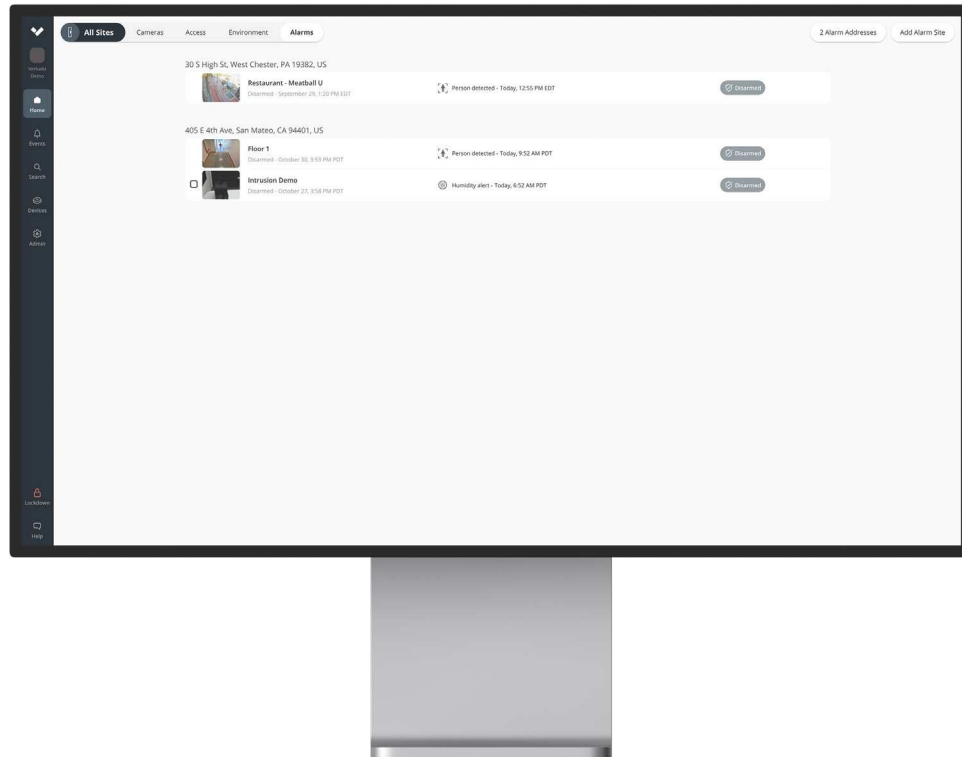 All Sites
Cameras
Access
Environment
Alarms
2 Alarm Addresses
Add Alarm Site
Verkada
Demo
Home
Events
Search
Devices
Admin
Lockdown
Help
30 S High St, West Chester, PA 19382, US
Restaurant - Meatball U
Disarmed - September 29, 1:20 PM EDT
Person detected - Today, 12:55 PM EDT
Disarmed
405 E 4th Ave, San Mateo, CA 94401, US
Floor 1
Disarmed - October 30, 3:53 PM PDT
Person detected - Today, 9:52 AM PDT
Disarmed
Intrusion Demo
Disarmed - October 27, 3:58 PM PDT
Humidity alert - Today, 6:52 AM PDT
Disarmed